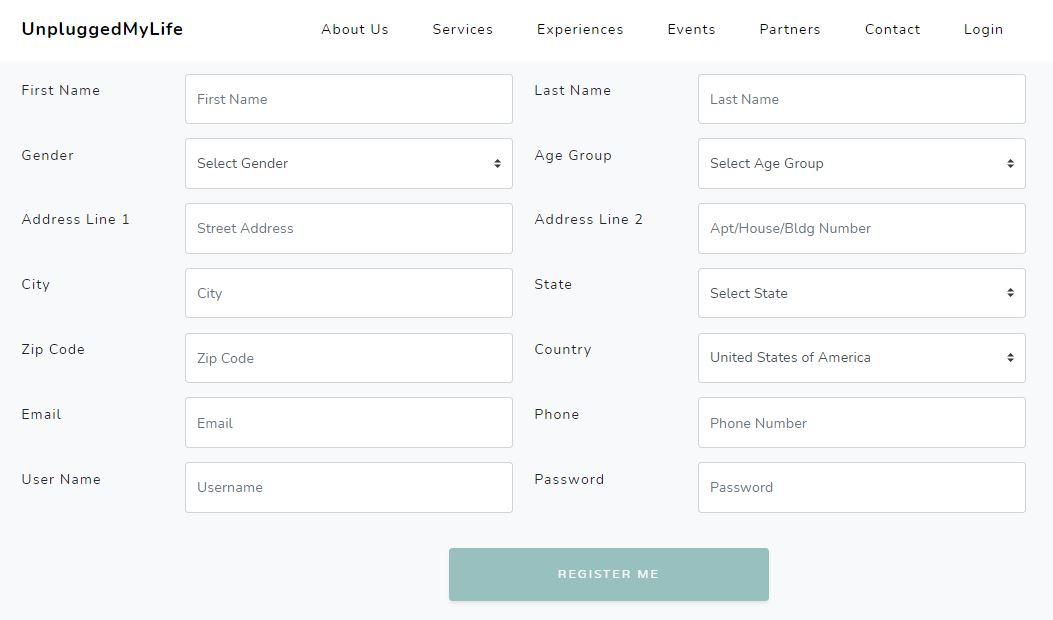 UnpluggedMyLife About Us Services Experiences Events Partners Contact Login
First Name First Name Last Name Last Name
Gender Select Gender Age Group Select Age Group
Address Line 1 Street Address Address Line 2 Apt/House/Bldg Number
City City State Select State
Zip Code Zip Code Country United States of America
Email Email Phone Phone Number
User Name Username Password Password
REGISTER ME